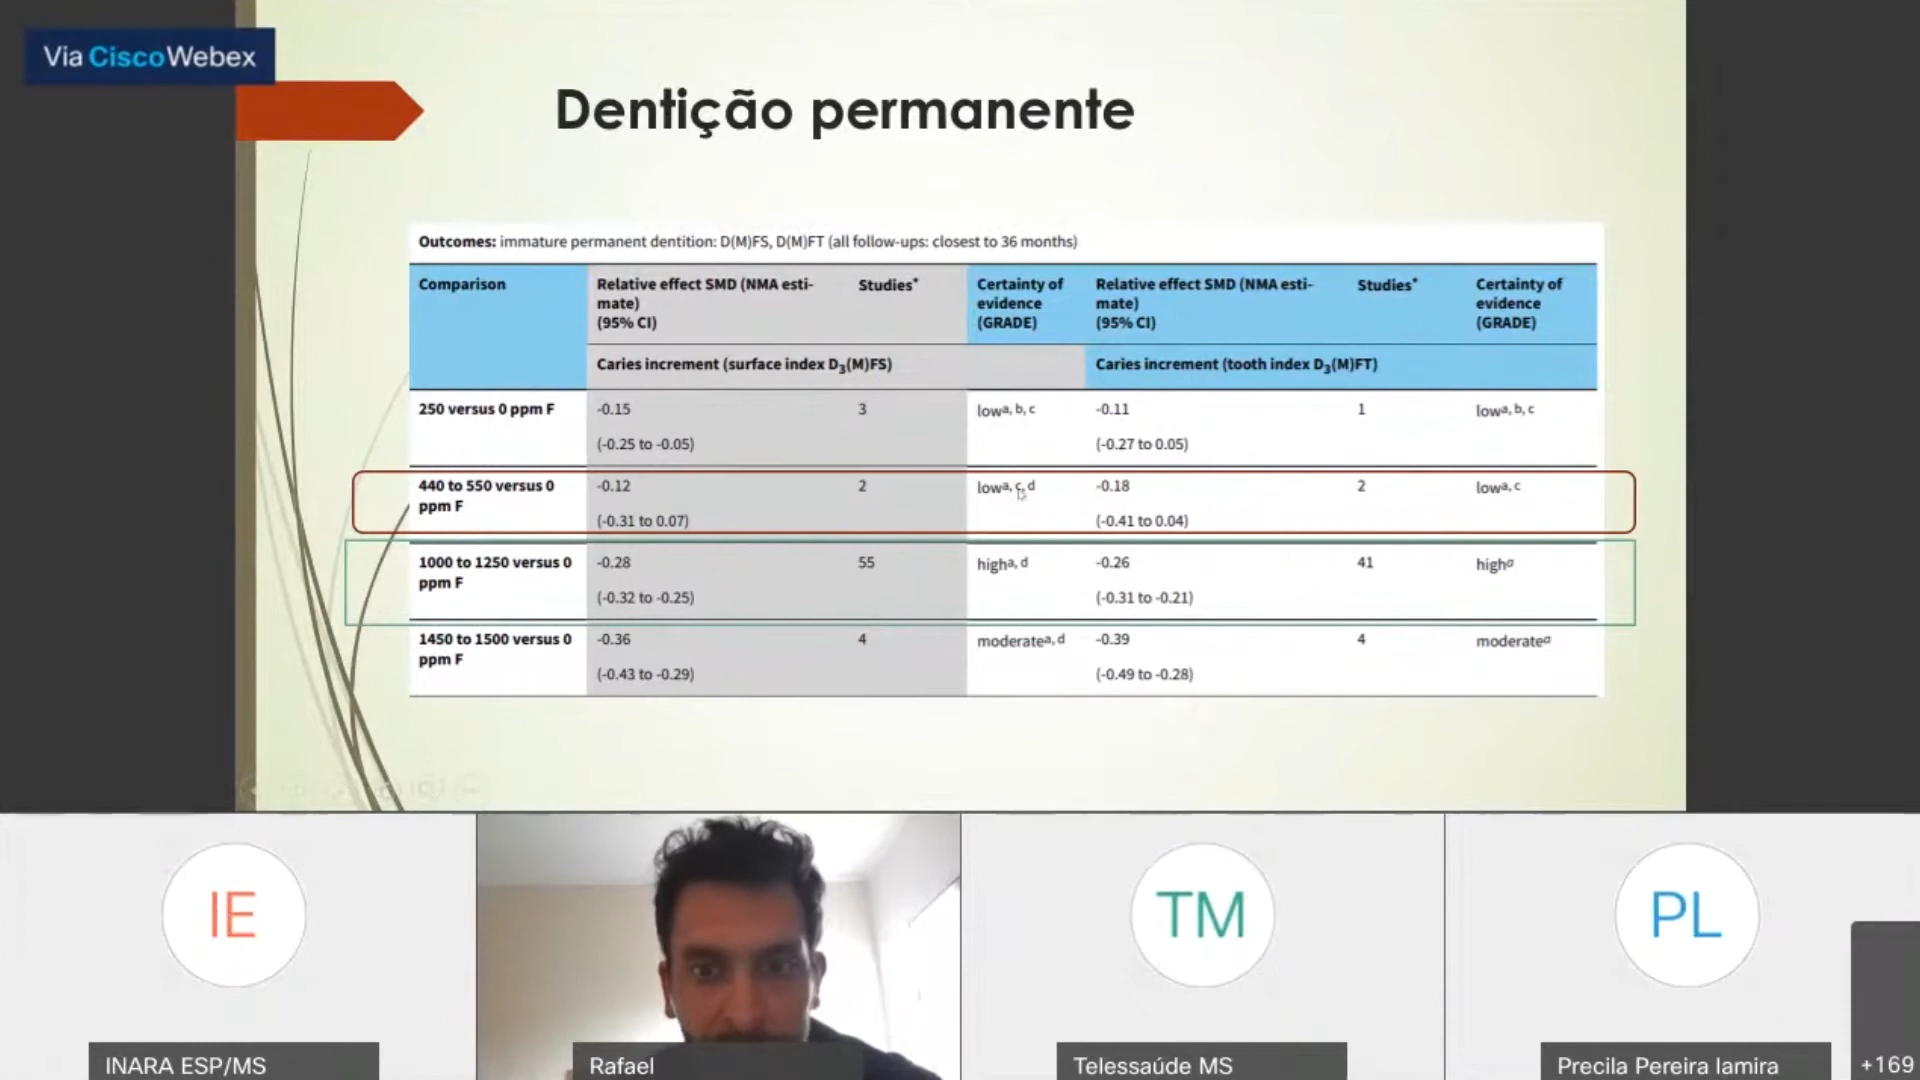 Via CiscoWebex
Dentição permanente
Outcomes: immature permanent dentition: D(M)FS, D(M)FT (all follow-ups: closest to 36 months)
Comparison
Relative effect SMD (NMA esti-
mate)
(95% CI)
Studies*
Certainty of
evidence
(GRADE)
Relative effect SMD (NMA esti-
mate)
(95% CI)
Studies*
Certainty of
evidence
(GRADE)
Caries increment (surface index D3(M)FS)
Caries increment (tooth index D3(M)FT)
250 versus 0 ppm F
-0.15
(-0.25 to -0.05)
3
lowa, b, c
-0.11
(-0.27 to 0.05)
1
lowa, b, c
440 to 550 versus 0
ppm F
-0.12
(-0.31 to 0.07)
2
lowa, c, d
-0.18
(-0.41 to 0.04)
2
lowa, c
1000 to 1250 versus 0
ppm F
-0.28
(-0.32 to -0.25)
55
higha, d
-0.26
(-0.31 to -0.21)
41
higha
1450 to 1500 versus 0
ppm F
-0.36
(-0.43 to -0.29)
4
moderatea, d
-0.39
(-0.49 to -0.28)
4
moderatea
IE
TM
PL
INARA ESP/MS
Rafael
Telessaúde MS
Precila Pereira lamira
+169